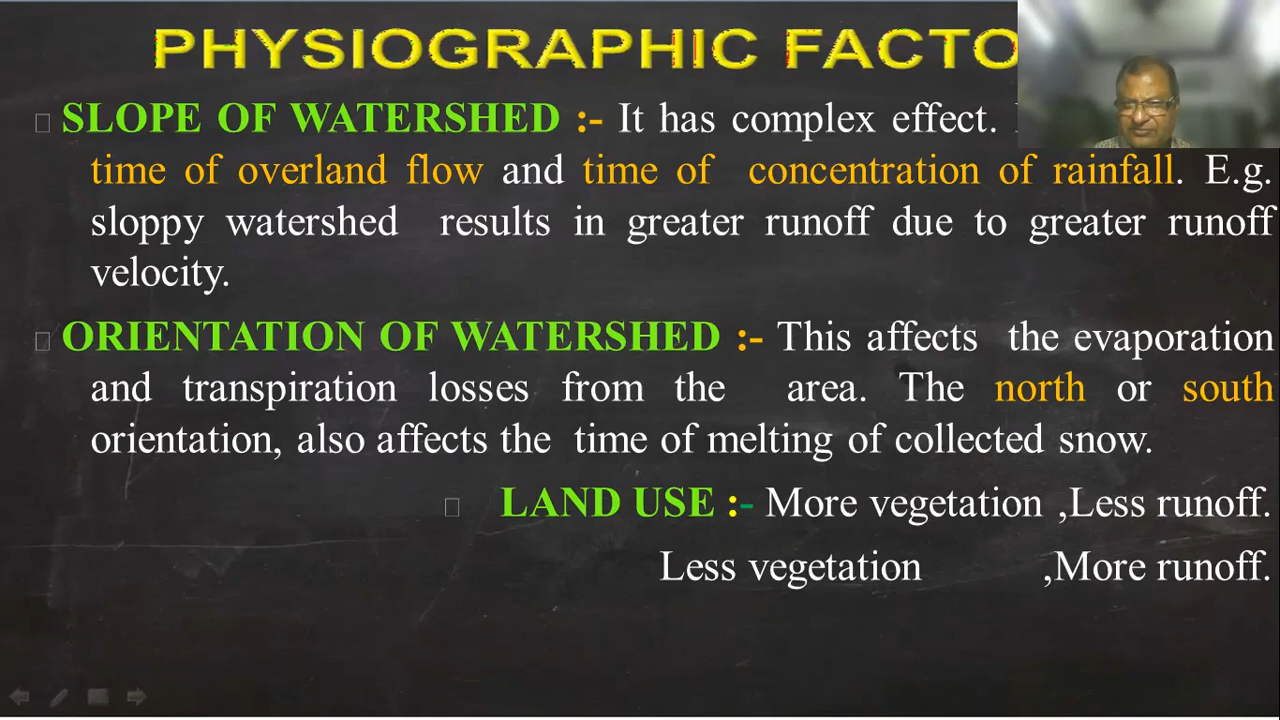 PHYSIOGRAPHIC
SLOPE OF WATERSHED :- It has complex effect.
time of overland flow and time of concentration of rainfall. E.g.
sloppy watershed results in greater runoff due to greater runoff
velocity.
ORIENTATION OF WATERSHED :- This affects the evaporation
and transpiration losses from the area. The north or south
orientation, also affects the time of melting of collected snow.
LAND USE :- More vegetation ,Less runoff.
Less vegetation ,More runoff.